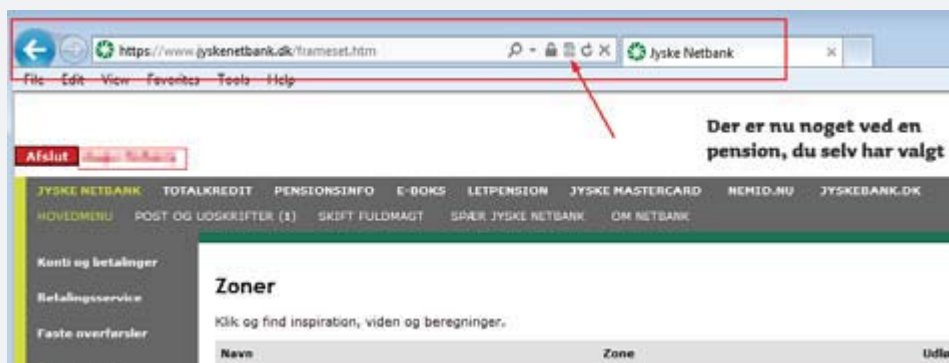 https://www.jyskenetbank.dk/frameset.htm
Jyske Netbank
File Edit View Favorites Tools Help
Der er nu noget ved en
pension, du selv har valgt
Afslut
JYSKE NETBANK TOTALKREDIT PENSIONSINFO E-BOKS LETPENSION JYSKE MASTERCARD NEMID.NU JYSKEBANK.DK
HOVEDMENU POST OG UDSKRIFTER (1) SKIFT FULDMAGT SPÆR JYSKE NETBANK OM NETBANK
Konti og betalinger
Betalingsservice
Faste overførsler
Zoner
Klik og find inspiration, viden og beregninger.
Navn Zone